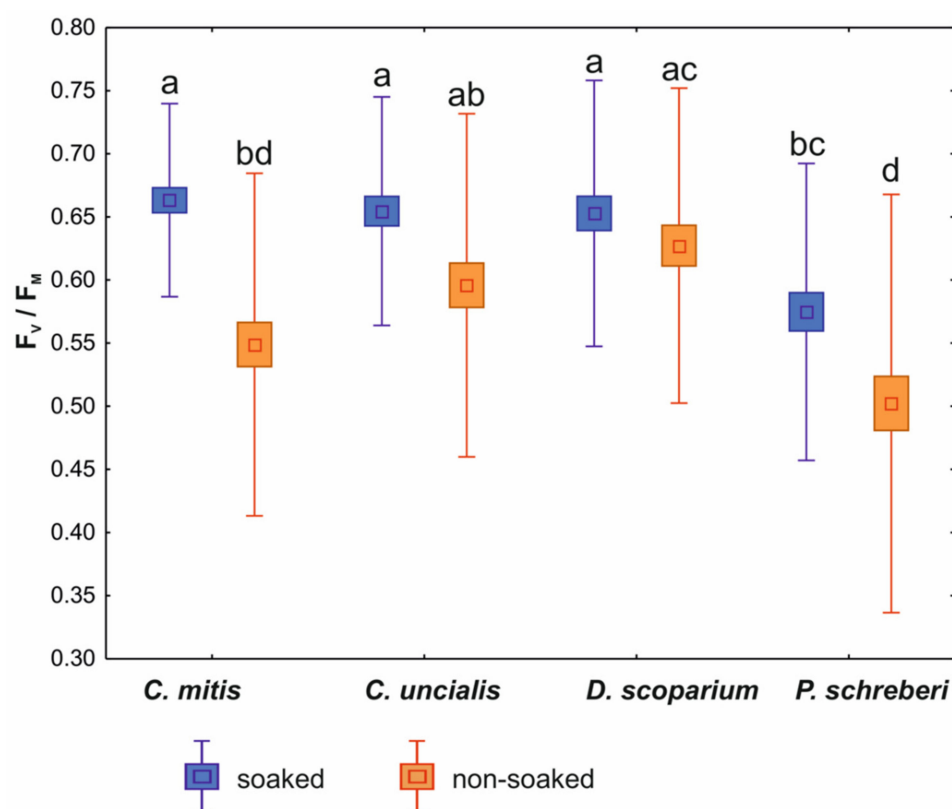 0.80
0.75
0.70
0.65
0.60
0.55
0.50
0.45
0.40
0.35
0.30
Fᵥ / Fₘ
a
bd
a
ab
a
ac
bc
d
C. mitis C. uncialis D. scoparium P. schreberi
soaked non-soaked